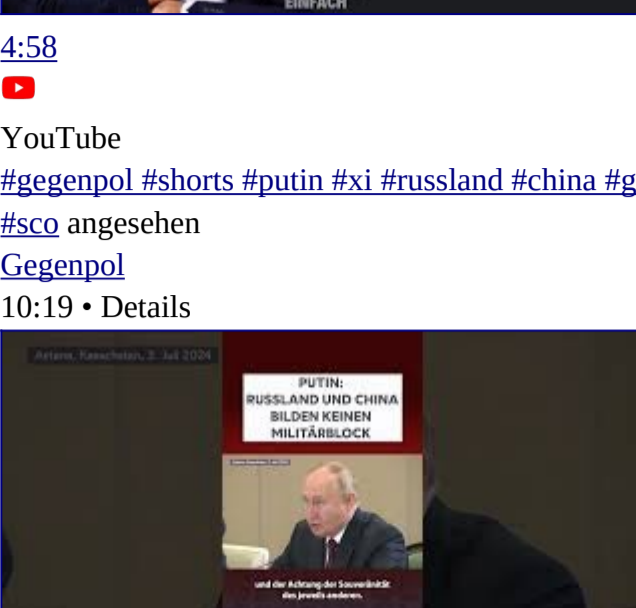 EINFACH
4:58
YouTube
#gegenpol #shorts #putin #xi #russland #china #g
#sco angesehen
Gegenpol
10:19 • Details
Astana, Kasachstan, 3. Juli 2024
PUTIN:
RUSSLAND UND CHINA
BILDEN KEINEN
MILITÄRBLOCK
und der Achtung der Souveränität
des jeweils anderen.